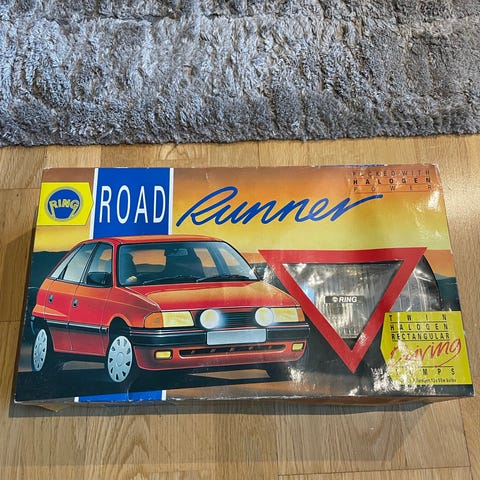 RING
ROAD
Runner
PACKED WITH
HALOGEN
POWER
RING
TWIN
HALOGEN
RECTANGULAR
Driving
LAMPS